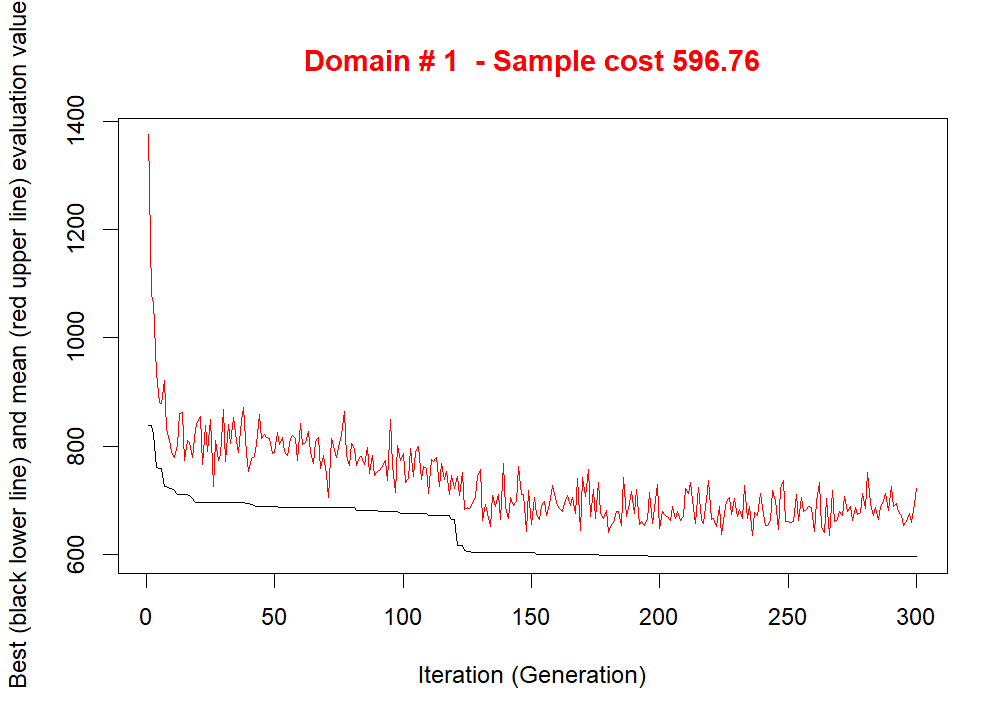 Domain # 1  - Sample cost 596.76
Best (black lower line) and mean (red upper line) evaluation value
1400
1200
1000
800
600
0 50 100 150 200 250 300
Iteration (Generation)